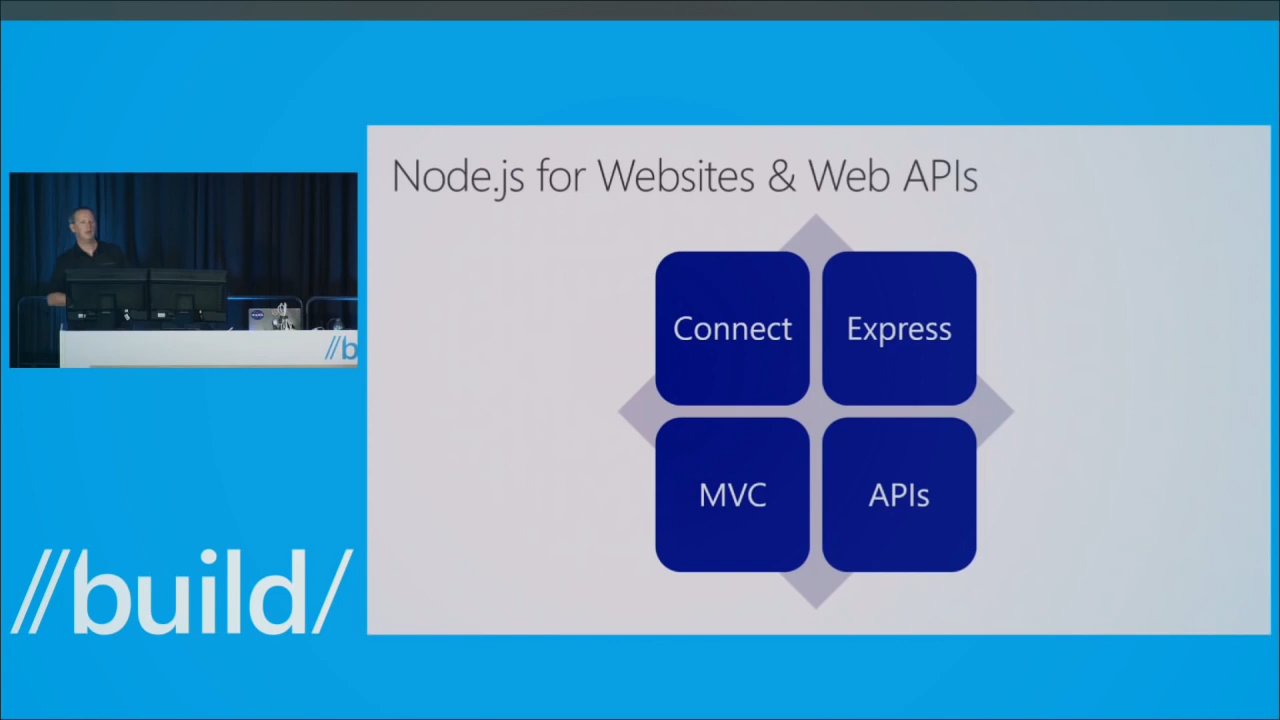 Node.js for Websites & Web APIs
Connect
Express
MVC
APIs
//b
//build/